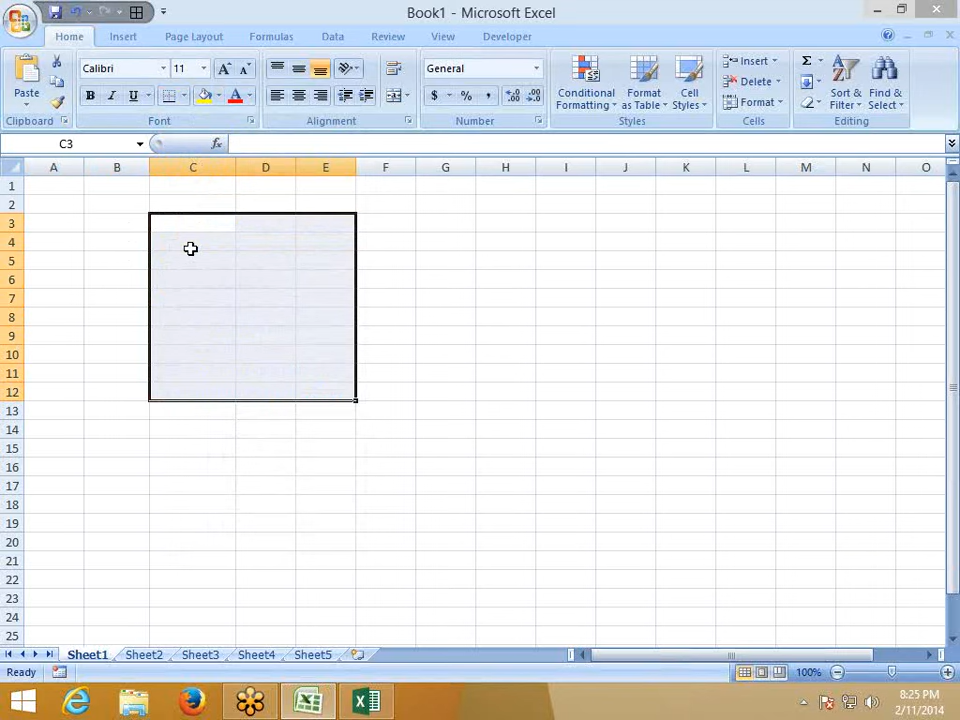 Book1 - Microsoft Excel
Home Insert Page Layout Formulas Data Review View Developer
Calibri 11 A A General Σ
Paste B I U A $ % , Conditional Formatting Format as Table Cell Styles Insert Delete Format Sort & Filter Find & Select
Clipboard Font Alignment Number Styles Cells Editing
C3 fx
A B C D E F G H I J K L M N O
1
2
3
4
5
6
7
8
9
10
11
12
13
14
15
16
17
18
19
20
21
22
23
24
25
Sheet1 Sheet2 Sheet3 Sheet4 Sheet5
Ready 100%
8:25 PM
2/11/2014